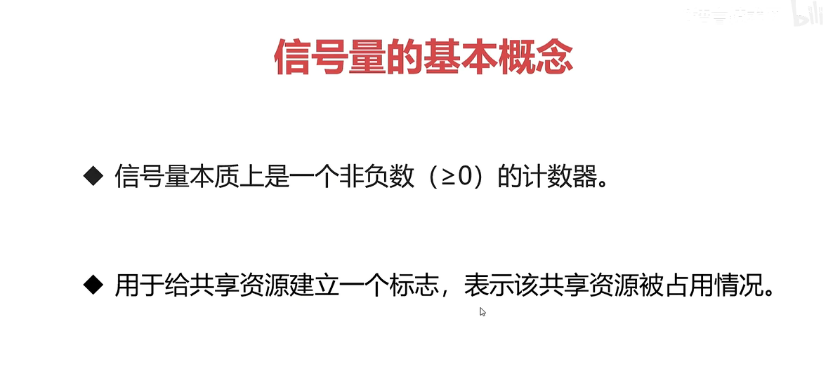 bili
信号量的基本概念
◆ 信号量本质上是一个非负数（≥0）的计数器。
◆ 用于给共享资源建立一个标志，表示该共享资源被占用情况。